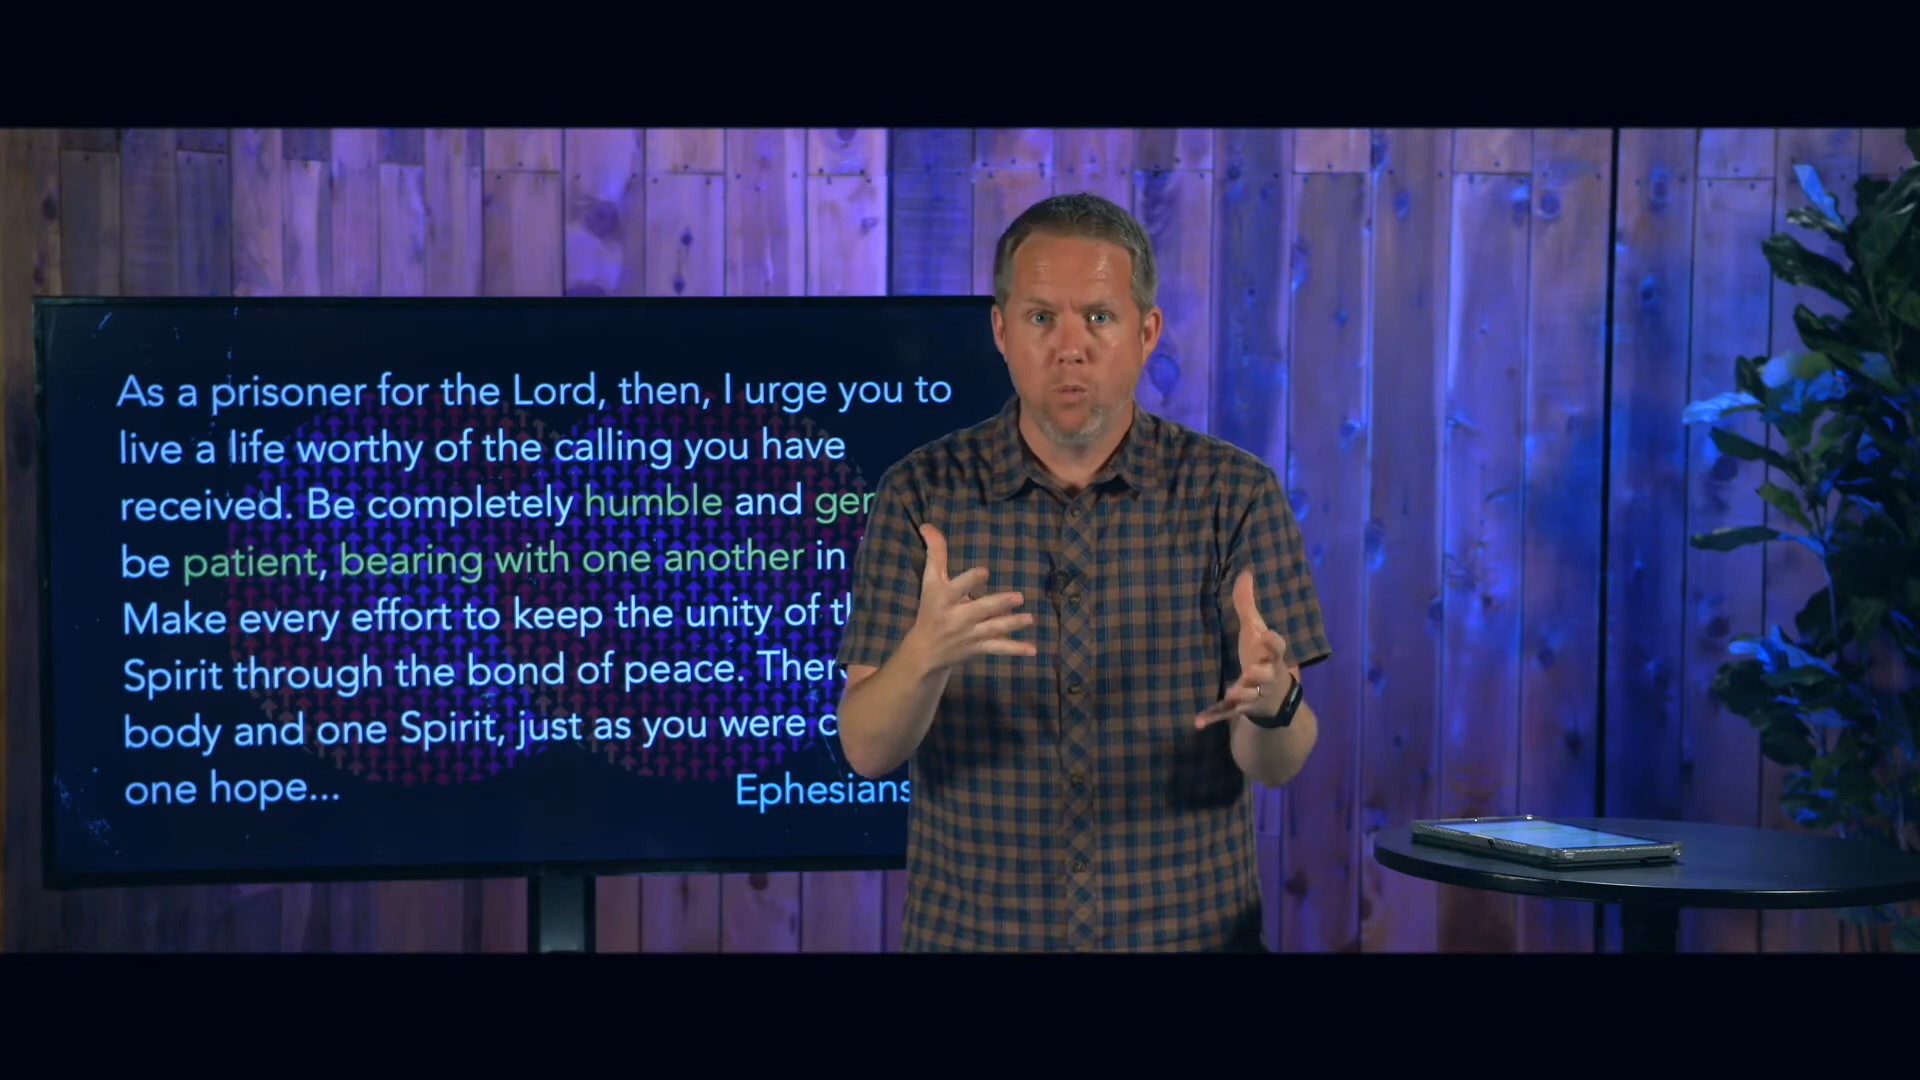 As a prisoner for the Lord, then, I urge you to
live a life worthy of the calling you have
received. Be completely humble and
be patient, bearing with one another in
Make every effort to keep the unity of
Spirit through the bond of peace.
body and one Spirit, just as you were
one hope...
Ephesians